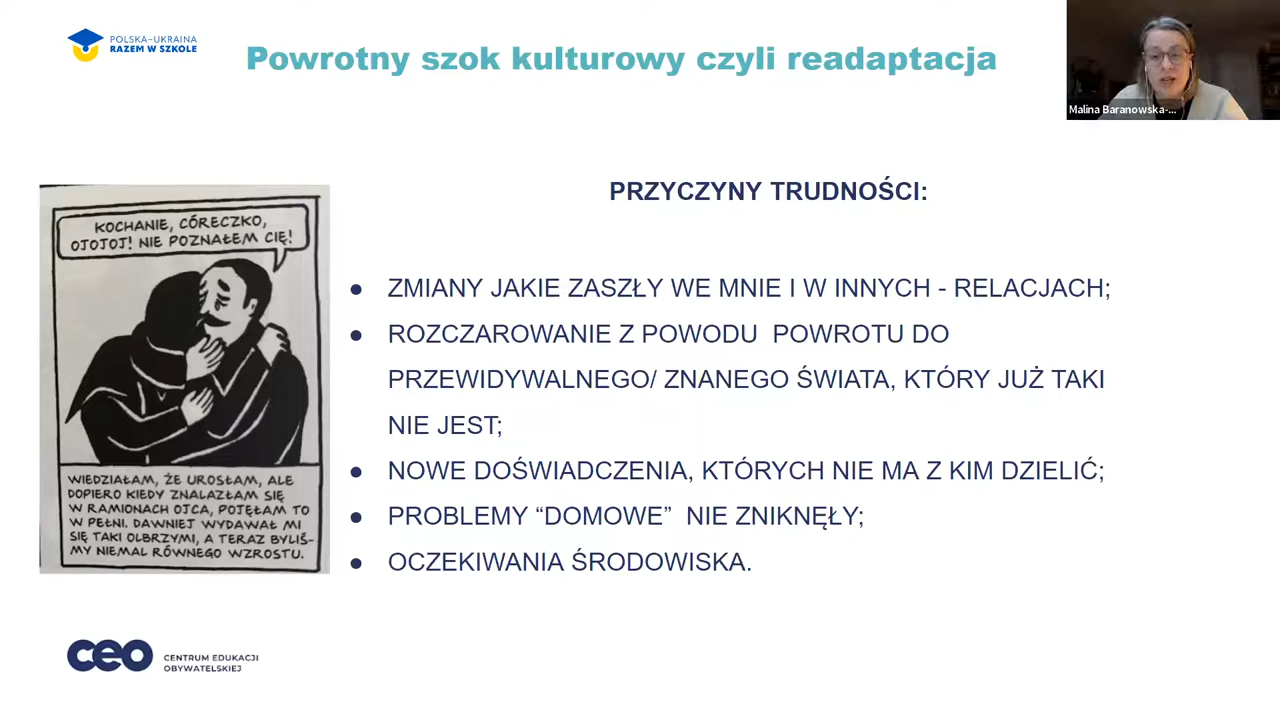 POLSKA-UKRAINA
RAZEM W SZKOLE
Powrotny szok kulturowy czyli readaptacja
Malina Baranowska-...
PRZYCZYNY TRUDNOŚCI:
KOCHANIE, CÓRECZKO,
OJOJOJ! NIE POZNAŁEM CIĘ!
WIEDZIAŁAM, ŻE UROSŁAM, ALE
DOPIERO KIEDY ZNALAZŁAM SIĘ
W RAMIONACH OJCA, POJĘŁAM TO
W PEŁNI. DAWNIEJ WYDAWAŁ MI
SIĘ TAKI OLBRZYMI, A TERAZ BYLIŚ-
MY NIEMAL RÓWNEGO WZROSTU.
● ZMIANY JAKIE ZASZŁY WE MNIE I W INNYCH - RELACJACH;
● ROZCZAROWANIE Z POWODU POWROTU DO
PRZEWIDYWALNEGO/ ZNANEGO ŚWIATA, KTÓRY JUŻ TAKI
NIE JEST;
● NOWE DOŚWIADCZENIA, KTÓRYCH NIE MA Z KIM DZIELIĆ;
● PROBLEMY “DOMOWE” NIE ZNIKNĘŁY;
● OCZEKIWANIA ŚRODOWISKA.
CEO
CENTRUM EDUKACJI
OBYWATELSKIEJ